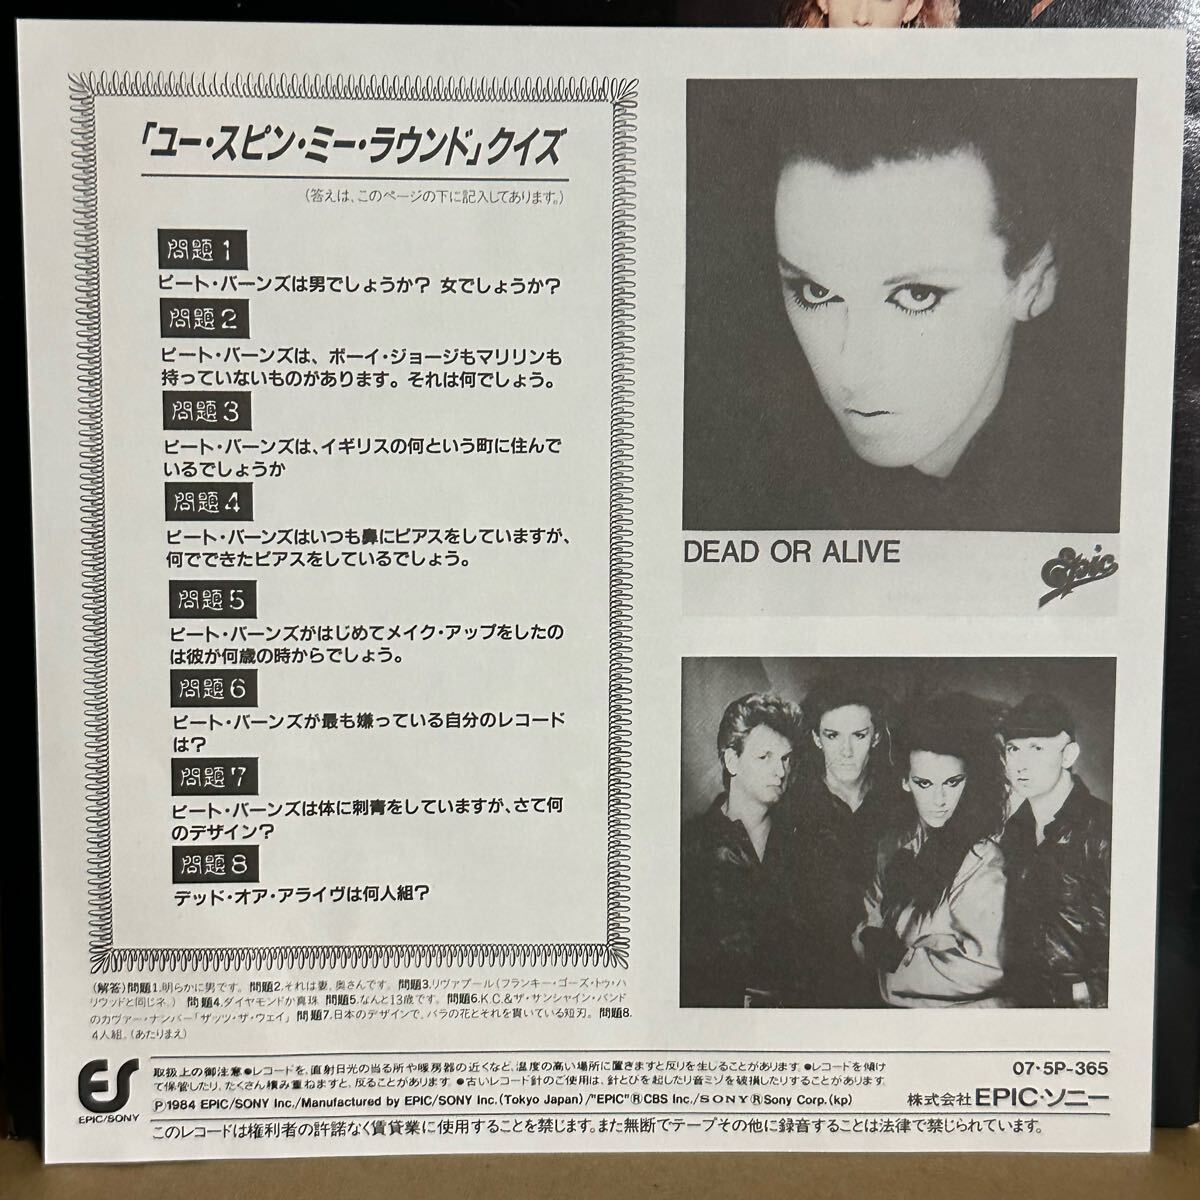 「ユー・スピン・ミー・ラウンド」クイズ
(答えは、このページの下に記入してあります。)
問題1
ピート・バーンズは男でしょうか? 女でしょうか?
問題2
ピート・バーンズは、ボーイ・ジョージもマリリンも
持っていないものがあります。それは何でしょう。
問題3
ピート・バーンズは、イギリスの何という町に住んで
いるでしょうか
問題4
ピート・バーンズはいつも鼻にピアスをしていますが、
何でできたピアスをしているでしょう。
問題5
ピート・バーンズがはじめてメイク・アップをしたの
は彼が何歳の時からでしょう。
問題6
ピート・バーンズが最も嫌っている自分のレコード
は?
問題7
ピート・バーンズは体に刺青をしていますが、さて何
のデザイン?
問題8
デッド・オア・アライヴは何人組?
(解答)問題1.明らかに男です。問題2.それは妻、奥さんです。問題3.リヴァプール(フランキー・ゴーズ・トゥ・ハ
リウッドと同じネ。) 問題4.ダイヤモンドか真珠 問題5.なんと13歳です。問題6.K.C.&ザ・サンシャイン・バンド
のカヴァー・ナンバー「ザッツ・ザ・ウェイ」問題7.日本のデザインで、バラの花とそれを貫いている短刃。問題8.
4人組。(あたりまえ)
DEAD OR ALIVE
Epic
ES
EPIC/SONY
取扱上の御注意●レコードを、直射日光の当る所や暖房器の近くなど、温度の高い場所に置きますと反りを生じることがあります。●レコードを傾け
て保管したり、たくさん積み重ねますと、反ることがあります。●古いレコード針のご使用は、針とびを起したり音ミゾを破損したりすることがあります。
Ⓟ1984 EPIC/SONY Inc./Manufactured by EPIC/SONY Inc.(Tokyo Japan)/"EPIC"®CBS Inc./SONY®Sony Corp.(kp)
このレコードは権利者の許諾なく賃貸業に使用することを禁じます。また無断でテープその他に録音することは法律で禁じられています。
07・5P-365
株式会社EPIC・ソニー